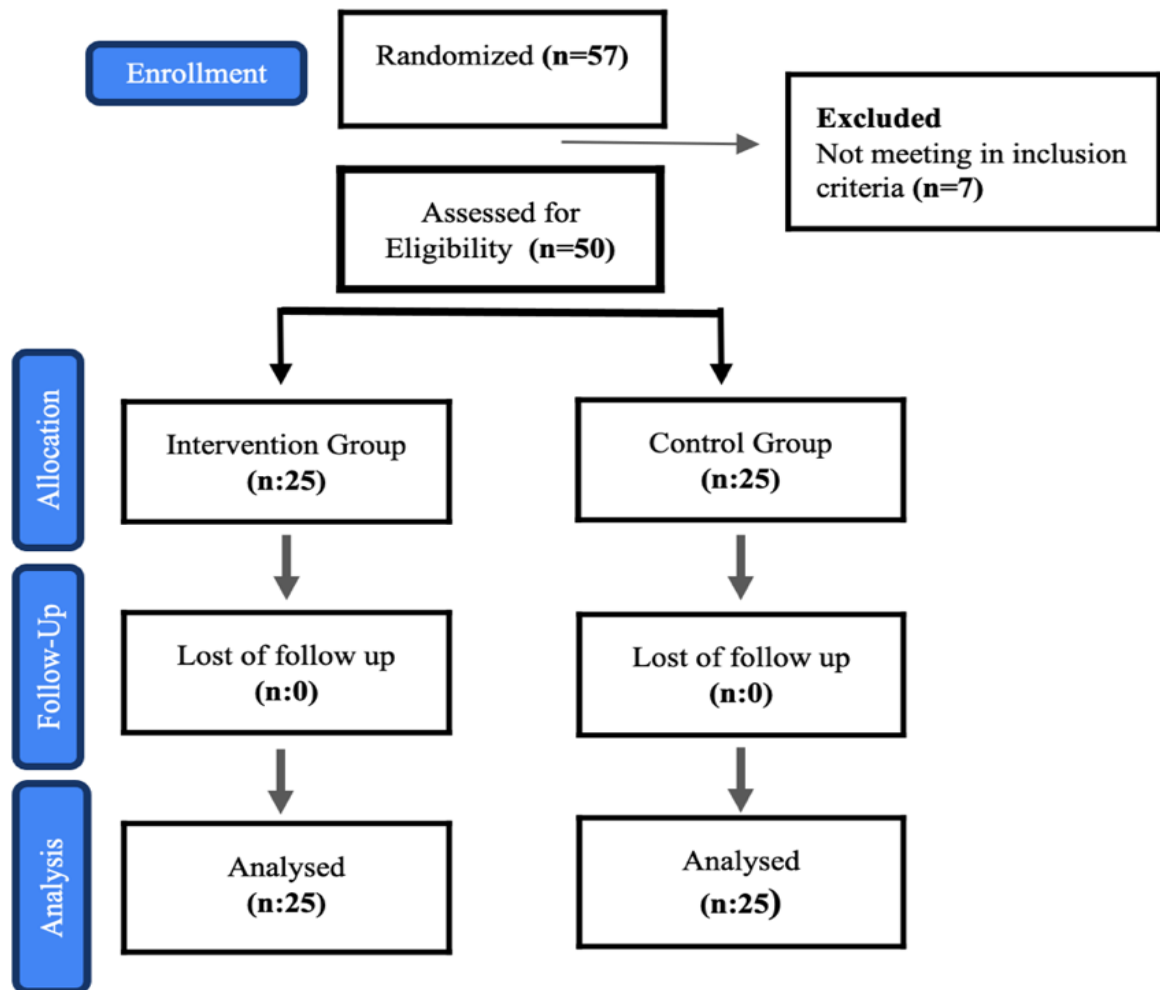 Enrollment
Randomized (n=57)
Excluded
Not meeting in inclusion
criteria (n=7)
Assessed for
Eligibility (n=50)
Allocation
Intervention Group
(n:25)
Control Group
(n:25)
Follow-Up
Lost of follow up
(n:0)
Lost of follow up
(n:0)
Analysis
Analysed
(n:25)
Analysed
(n:25)